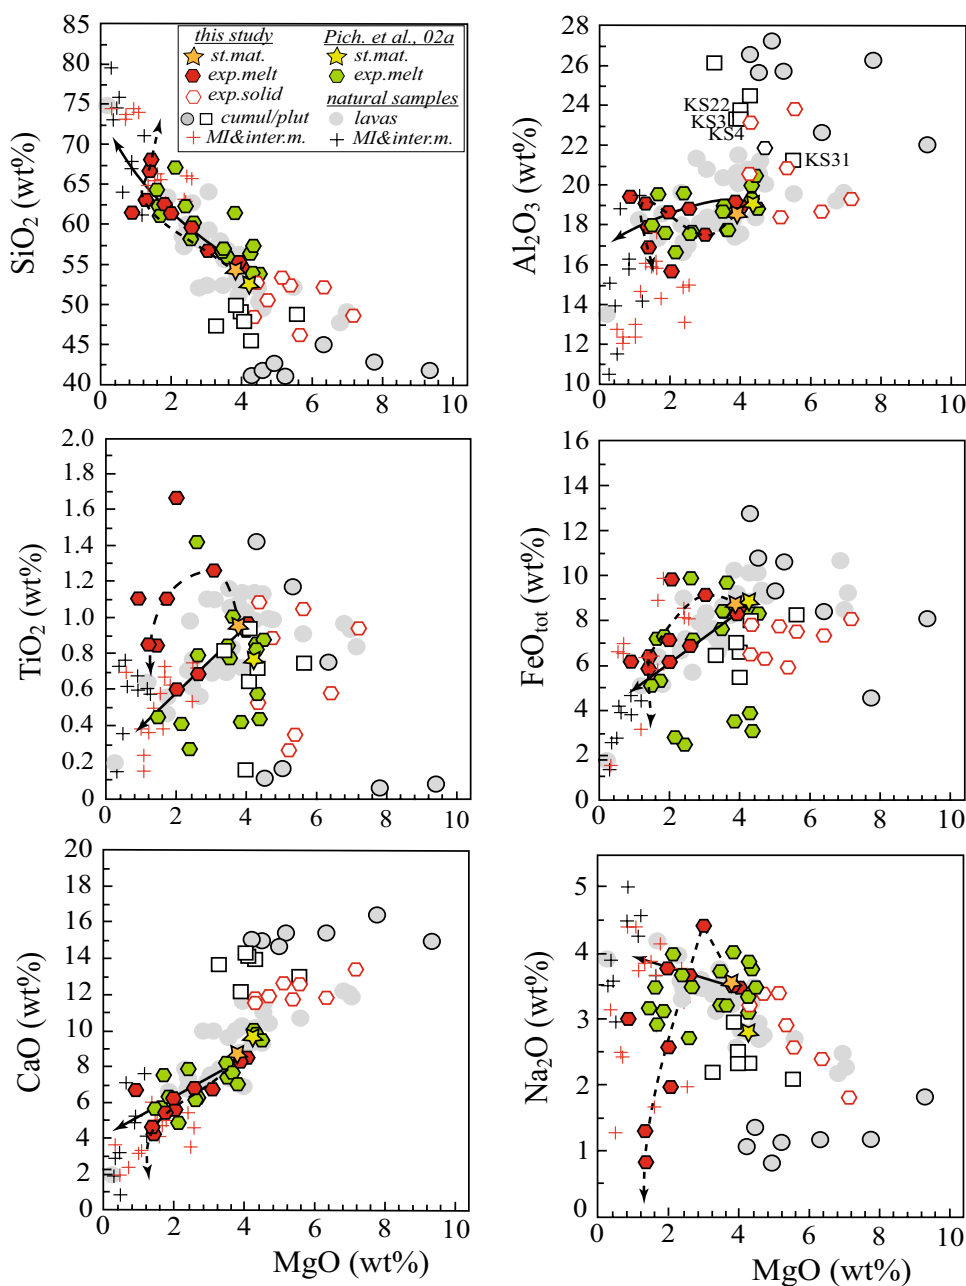 this study Pich. et al., 02a
st.mat. st.mat.
exp.melt exp.melt
exp.solid natural samples
cumul/plut lavas
MI&inter.m. MI&inter.m.
SiO2 (wt%)
85
80
75
70
65
60
55
50
45
40
0 2 4 6 8 10
Al2O3 (wt%)
28
26
24
22
20
18
16
14
12
10
KS22
KS3
KS4
KS31
0 2 4 6 8 10
TiO2 (wt%)
2.0
1.8
1.6
1.4
1.2
1.0
0.8
0.6
0.4
0.2
0
0 2 4 6 8 10
FeOtot (wt%)
16
14
12
10
8
6
4
2
0
0 2 4 6 8 10
CaO (wt%)
20
18
16
14
12
10
8
6
4
2
0
0 2 4 6 8 10
MgO (wt%)
Na2O (wt%)
5
4
3
2
1
0
0 2 4 6 8 10
MgO (wt%)